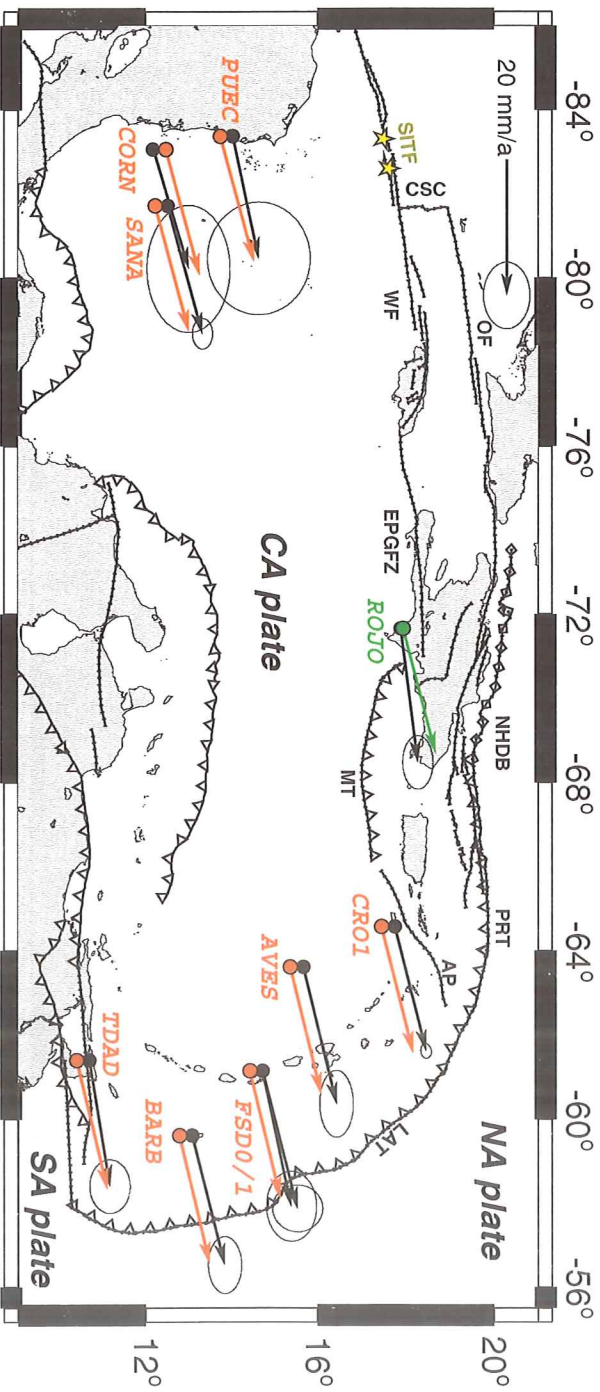 -84°
-80°
-76°
-72°
-68°
-64°
-60°
-56°
20 mm/a
NA plate
20°
OF
NHDB
PRT
CSC
SITF
WF
EPGFZ
ROJO
MT
CRO1
AP
LAT
16°
PUEC
CA plate
AVES
FSD0/1
CORN
SANA
BARB
12°
TDAD
SA plate